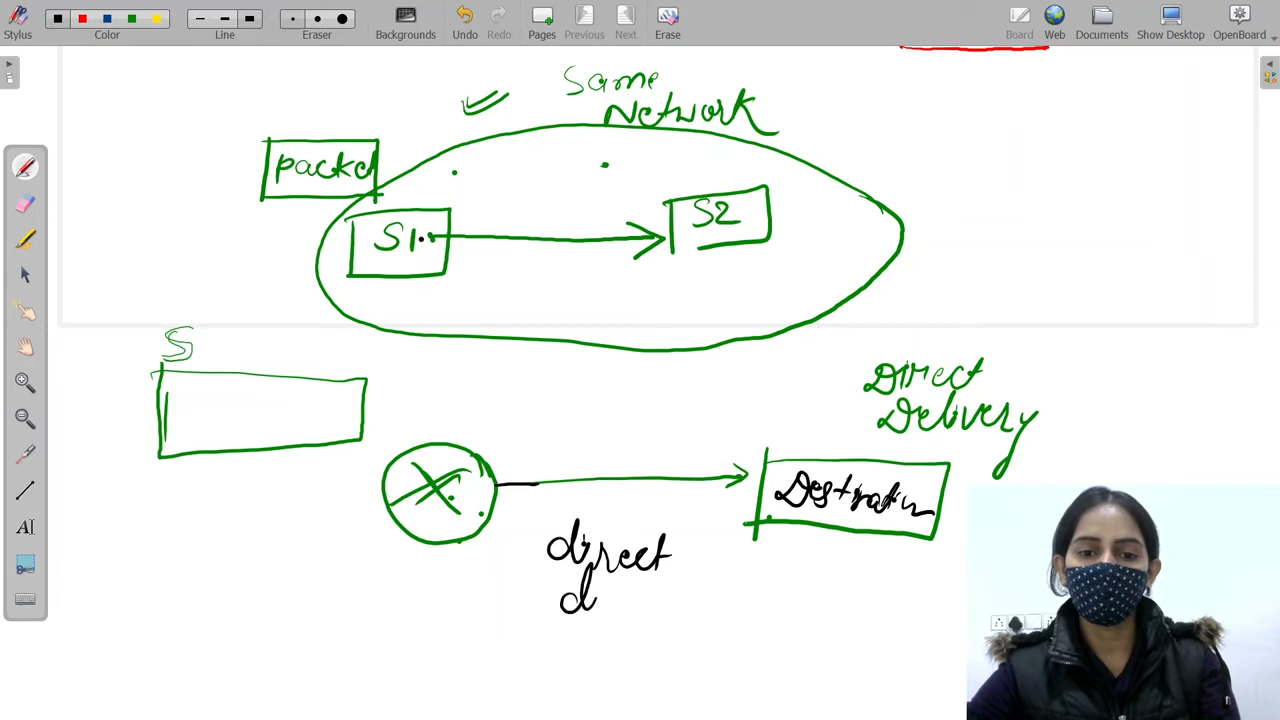 Stylus
Color
Line
Eraser
Backgrounds
Undo
Redo
Pages
Previous
Next
Erase
Board
Web
Documents
Show Desktop
OpenBoard
Same
Network
Packe
S1
S2
S
Direct
Delivery
Destination
direct
d